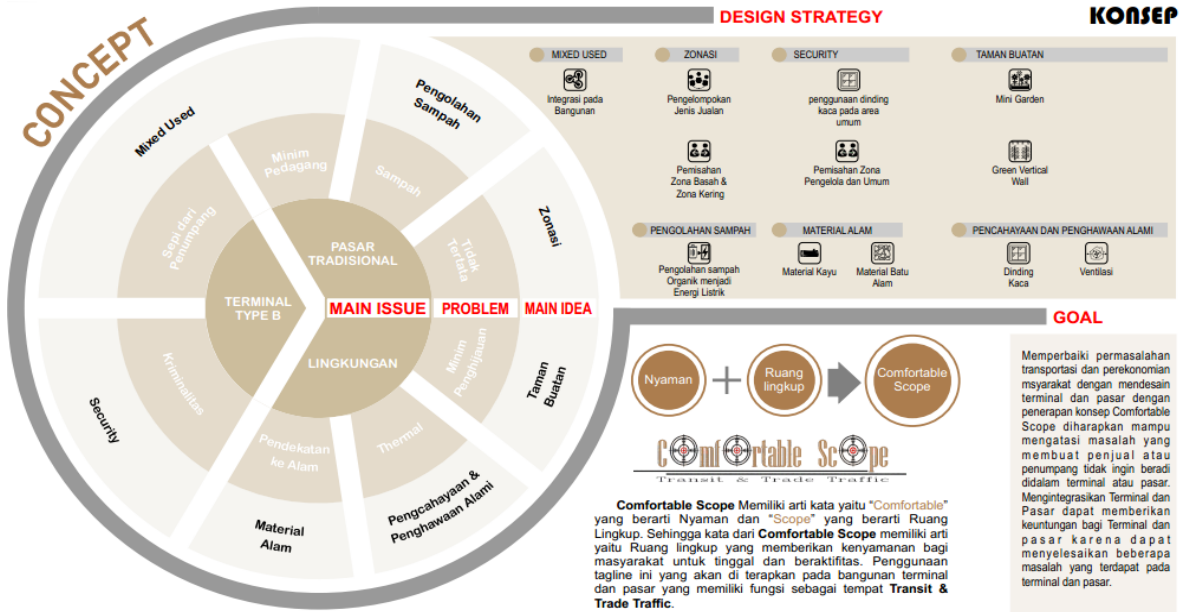 CONCEPT
DESIGN STRATEGY
KONSEP
Mixed Used
Pengolahan
Sampah
Zonasi
Taman
Buatan
Pengcahayaan &
Penghawaan Alami
Material
Alam
Security
Minim
Pedagang
Sampah
Tidak
Tertata
Minim
Penghijauan
Thermal
Pendekatan
ke Alam
Kriminalitas
Sepi dari
Penumpang
PASAR
TRADISIONAL
TERMINAL
TYPE B
LINGKUNGAN
MAIN ISSUE
PROBLEM
MAIN IDEA
MIXED USED
Integrasi pada
Bangunan
ZONASI
Pengelompokan
Jenis Jualan
Pemisahan
Zona Basah &
Zona Kering
SECURITY
penggunaan dinding
kaca pada area
umum
Pemisahan Zona
Pengelola dan Umum
TAMAN BUATAN
Mini Garden
Green Vertical
Wall
PENGOLAHAN SAMPAH
Pengolahan sampah
Organik menjadi
Energi Listrik
MATERIAL ALAM
Material Kayu
Material Batu
Alam
PENCAHAYAAN DAN PENGHAWAAN ALAMI
Dinding
Kaca
Ventilasi
GOAL
Nyaman
Ruang
lingkup
Comfortable
Scope
Comfortable Scope
Transit & Trade Traffic
Comfortable Scope Memiliki arti kata yaitu “Comfortable”
yang berarti Nyaman dan “Scope” yang berarti Ruang
Lingkup. Sehingga kata dari Comfortable Scope memiliki arti
yaitu Ruang lingkup yang memberikan kenyamanan bagi
masyarakat untuk tinggal dan beraktifitas. Penggunaan
tagline ini yang akan di terapkan pada bangunan terminal
dan pasar yang memiliki fungsi sebagai tempat Transit &
Trade Traffic.
Memperbaiki permasalahan
transportasi dan perekonomian
msyarakat dengan mendesain
terminal dan pasar dengan
penerapan konsep Comfortable
Scope diharapkan mampu
mengatasi masalah yang
membuat penjual atau
penumpang tidak ingin beradi
didalam terminal atau pasar.
Mengintegrasikan Terminal dan
Pasar dapat memberikan
keuntungan bagi Terminal dan
pasar karena dapat
menyelesaikan beberapa
masalah yang terdapat pada
terminal dan pasar.